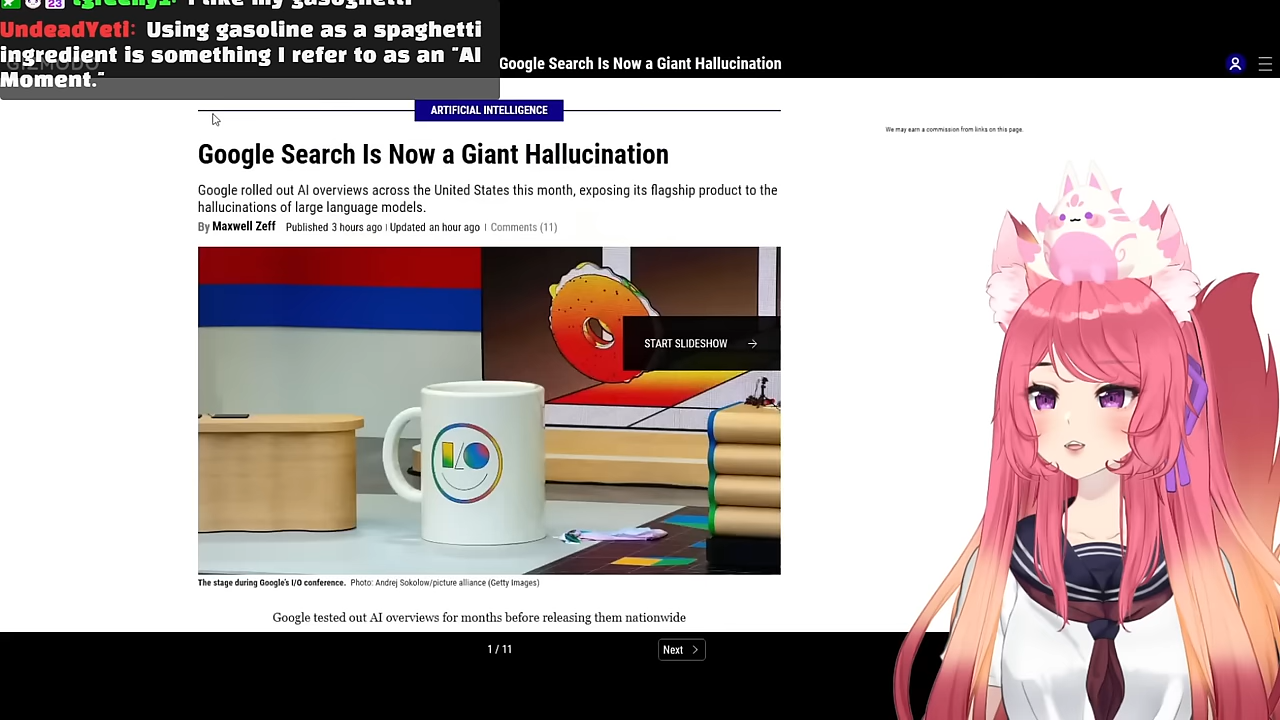 I like my gasoghetti
UndeadYeti: Using gasoline as a spaghetti
ingredient is something I refer to as an "AI
Moment."
GIZMODO
Google Search Is Now a Giant Hallucination
ARTIFICIAL INTELLIGENCE
We may earn a commission from links on this page.
Google Search Is Now a Giant Hallucination
Google rolled out AI overviews across the United States this month, exposing its flagship product to the
hallucinations of large language models.
By Maxwell Zeff Published 3 hours ago | Updated an hour ago | Comments (11)
START SLIDESHOW
I/O
The stage during Google's I/O conference. Photo: Andrej Sokolow/picture alliance (Getty Images)
Google tested out AI overviews for months before releasing them nationwide
1 / 11
Next